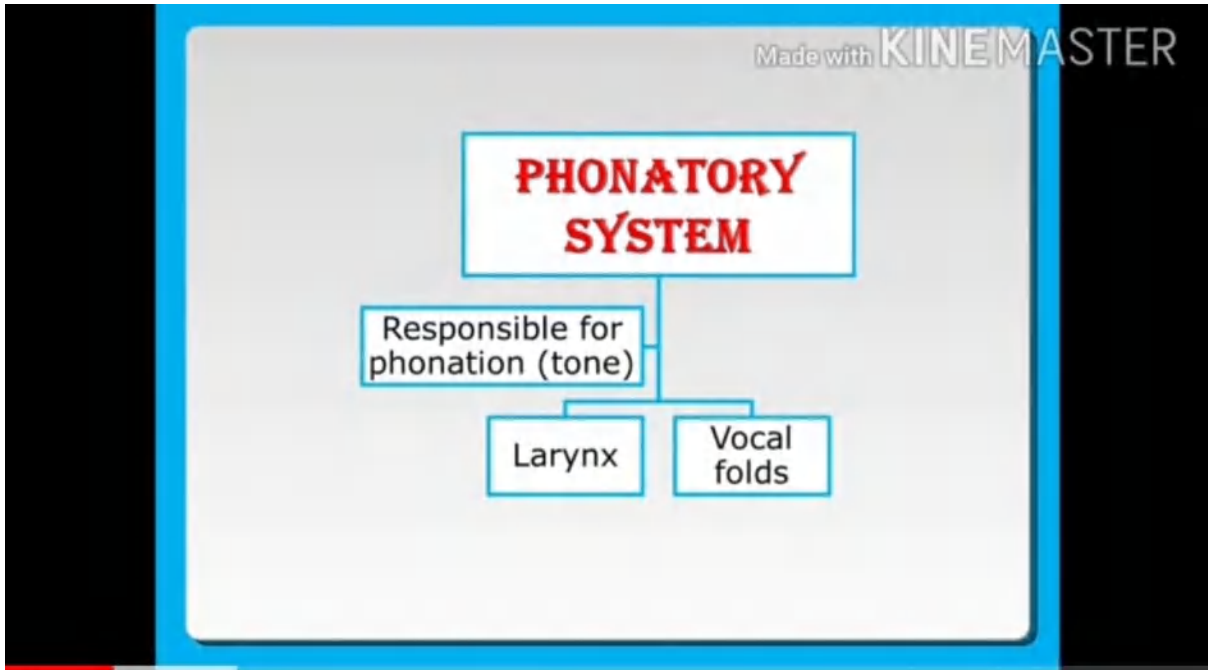 Made with KINEMASTER
PHONATORY
SYSTEM
Responsible for
phonation (tone)
Larynx
Vocal
folds